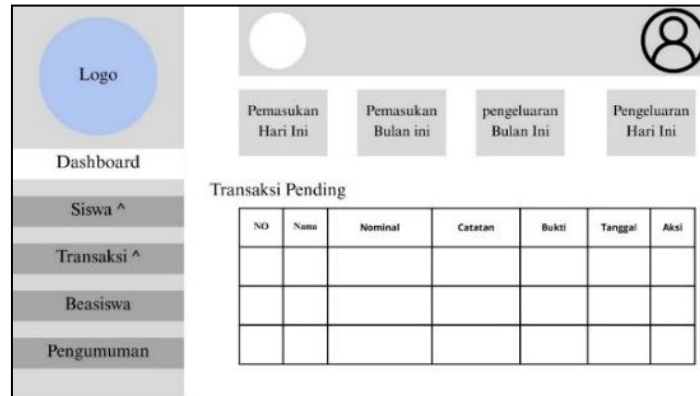 Logo
Dashboard
Siswa ^
Transaksi ^
Beasiswa
Pengumuman
Pemasukan
Hari Ini
Pemasukan
Bulan ini
pengeluaran
Bulan Ini
Pengeluaran
Hari Ini
Transaksi Pending
NO Nama Nominal Catatan Bukti Tanggal Aksi